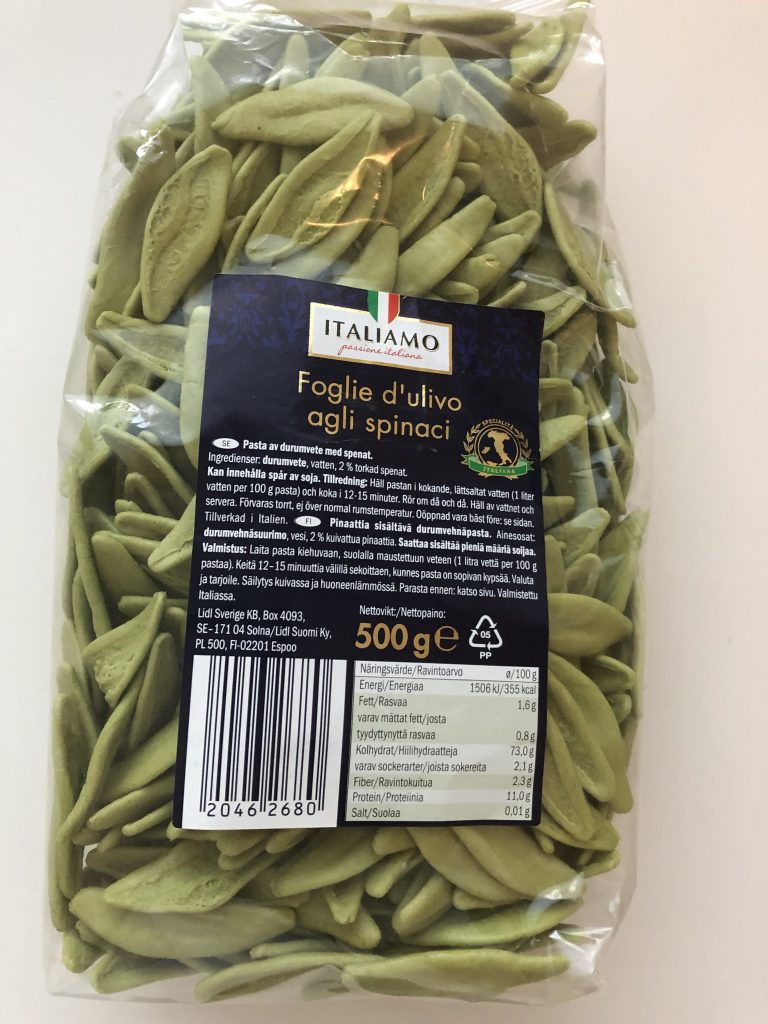 ITALIAMO
passione italiana
Foglie d'ulivo
agli spinaci
SPECIALITÀ
ITALIANA
SE Pasta av durumvete med spenat.
Ingredienser: durumvete, vatten, 2 % torkad spenat.
Kan innehålla spår av soja. Tillredning: Häll pastan i kokande, lättsaltat vatten (1 liter
vatten per 100 g pasta) och koka i 12-15 minuter. Rör om då och då. Häll av vattnet och
servera. Förvaras torrt, ej över normal rumstemperatur. Oöppnad vara bäst före: se sidan.
Tillverkad i Italien. FI Pinaattia sisältävä durumvehnäpasta. Ainesosat:
durumvehnäsuurimo, vesi, 2 % kuivattua pinaattia. Saattaa sisältää pieniä määriä soijaa.
Valmistus: Laita pasta kiehuvaan, suolalla maustettuun veteen (1 litra vettä per 100 g
pastaa). Keitä 12-15 minuuttia välillä sekoittaen, kunnes pasta on sopivan kypsää. Valuta
ja tarjoile. Säilytys kuivassa ja huoneenlämmössä. Parasta ennen: katso sivu. Valmistettu
Italiassa.
Lidl Sverige KB, Box 4093,
SE-171 04 Solna/Lidl Suomi Ky,
PL 500, FI-02201 Espoo
Nettovikt:/Nettopaino:
500 g e
05
PP
Näringsvärde/Ravintoarvo ø/100 g
Energi/Energiaa 1506 kJ/355 kcal
Fett/Rasvaa 1,6 g
varav mättat fett/josta
tyydyttynyttä rasvaa 0,8 g
Kolhydrat/Hiilihydraatteja 73,0 g
varav sockerarter/joista sokereita 2,1 g
Fiber/Ravintokuitua 2,3 g
Protein/Proteiinia 11,0 g
Salt/Suolaa 0,01 g
2046 2680